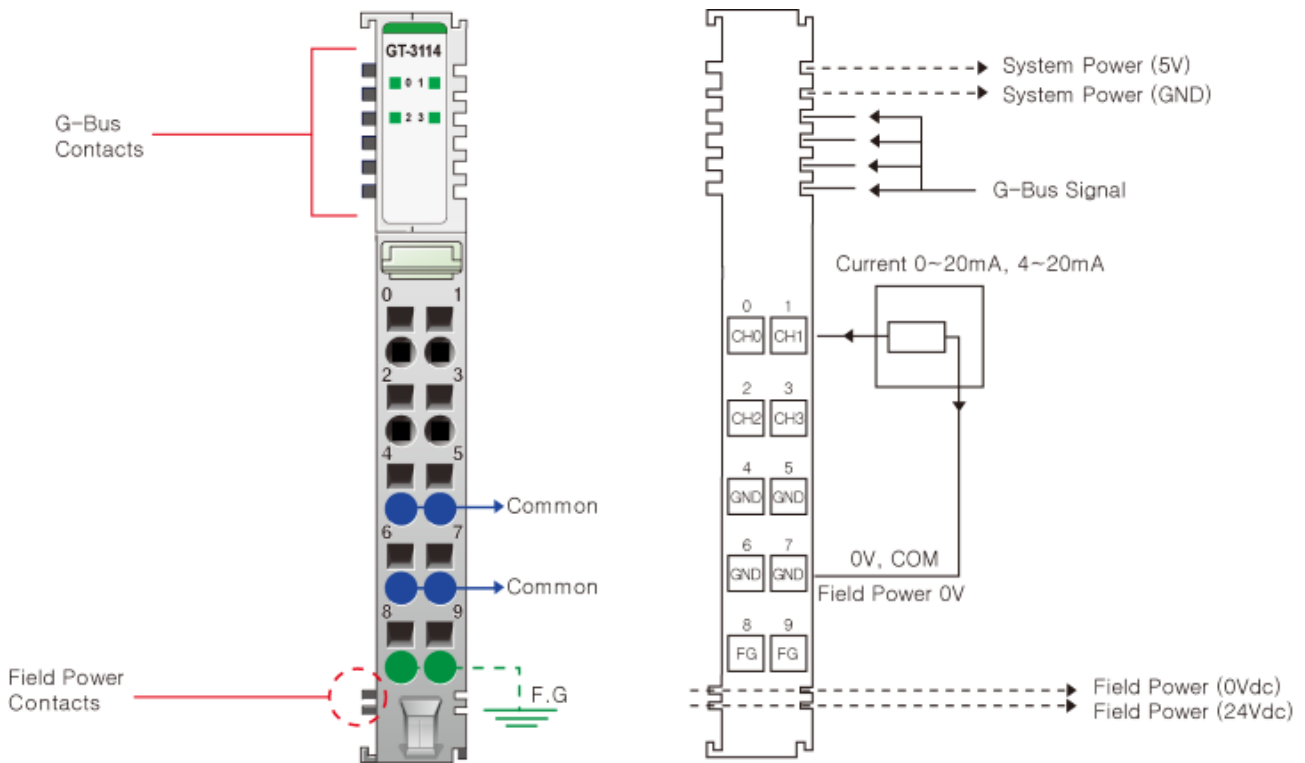 GT-3114
0 1
2 3
G-Bus
Contacts
0 1
2 3
4 5
Common
6 7
Common
8 9
Field Power
Contacts
F.G
System Power (5V)
System Power (GND)
G-Bus Signal
Current 0~20mA, 4~20mA
0 1
CH0 CH1
2 3
CH2 CH3
4 5
GND GND
6 7
GND GND
0V, COM
Field Power 0V
8 9
FG FG
Field Power (0Vdc)
Field Power (24Vdc)